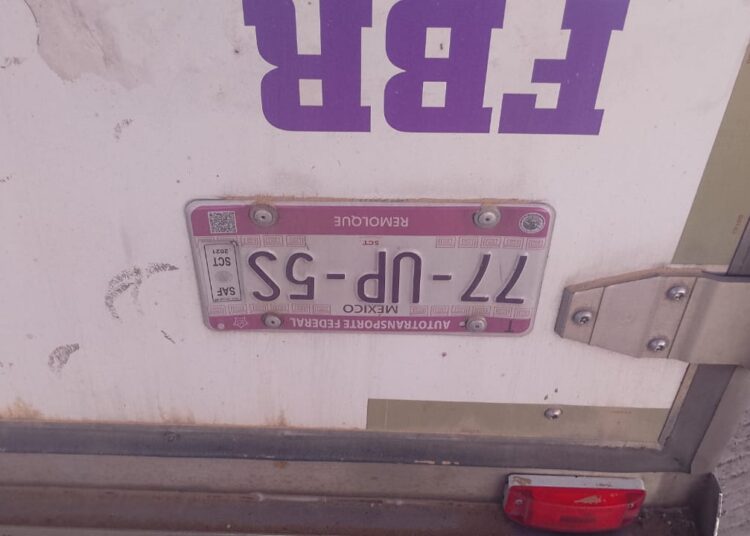 T AUTOTRANSPORTE FEDERAL
MEXICO
77-UP-5S
SAF
SCT
2021
SCT
REMOLQUE
FBR